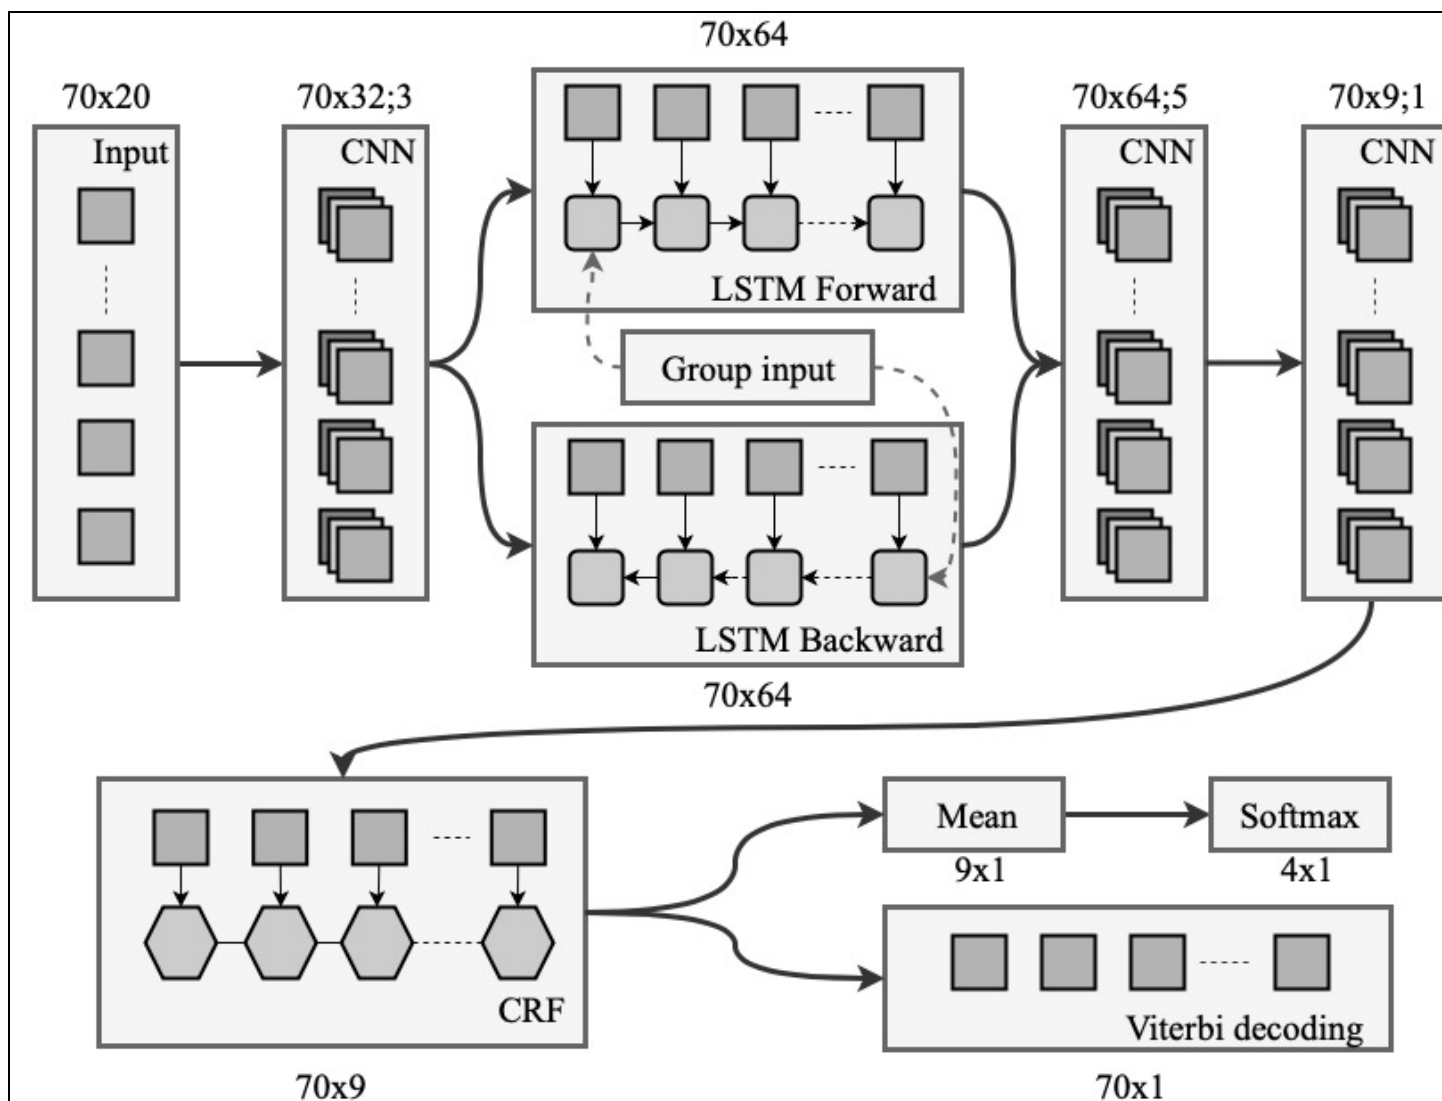 70x64
70x20
70x32;3
70x64;5
70x9;1
Input
CNN
CNN
CNN
LSTM Forward
Group input
LSTM Backward
70x64
Mean
Softmax
9x1
4x1
CRF
Viterbi decoding
70x9
70x1